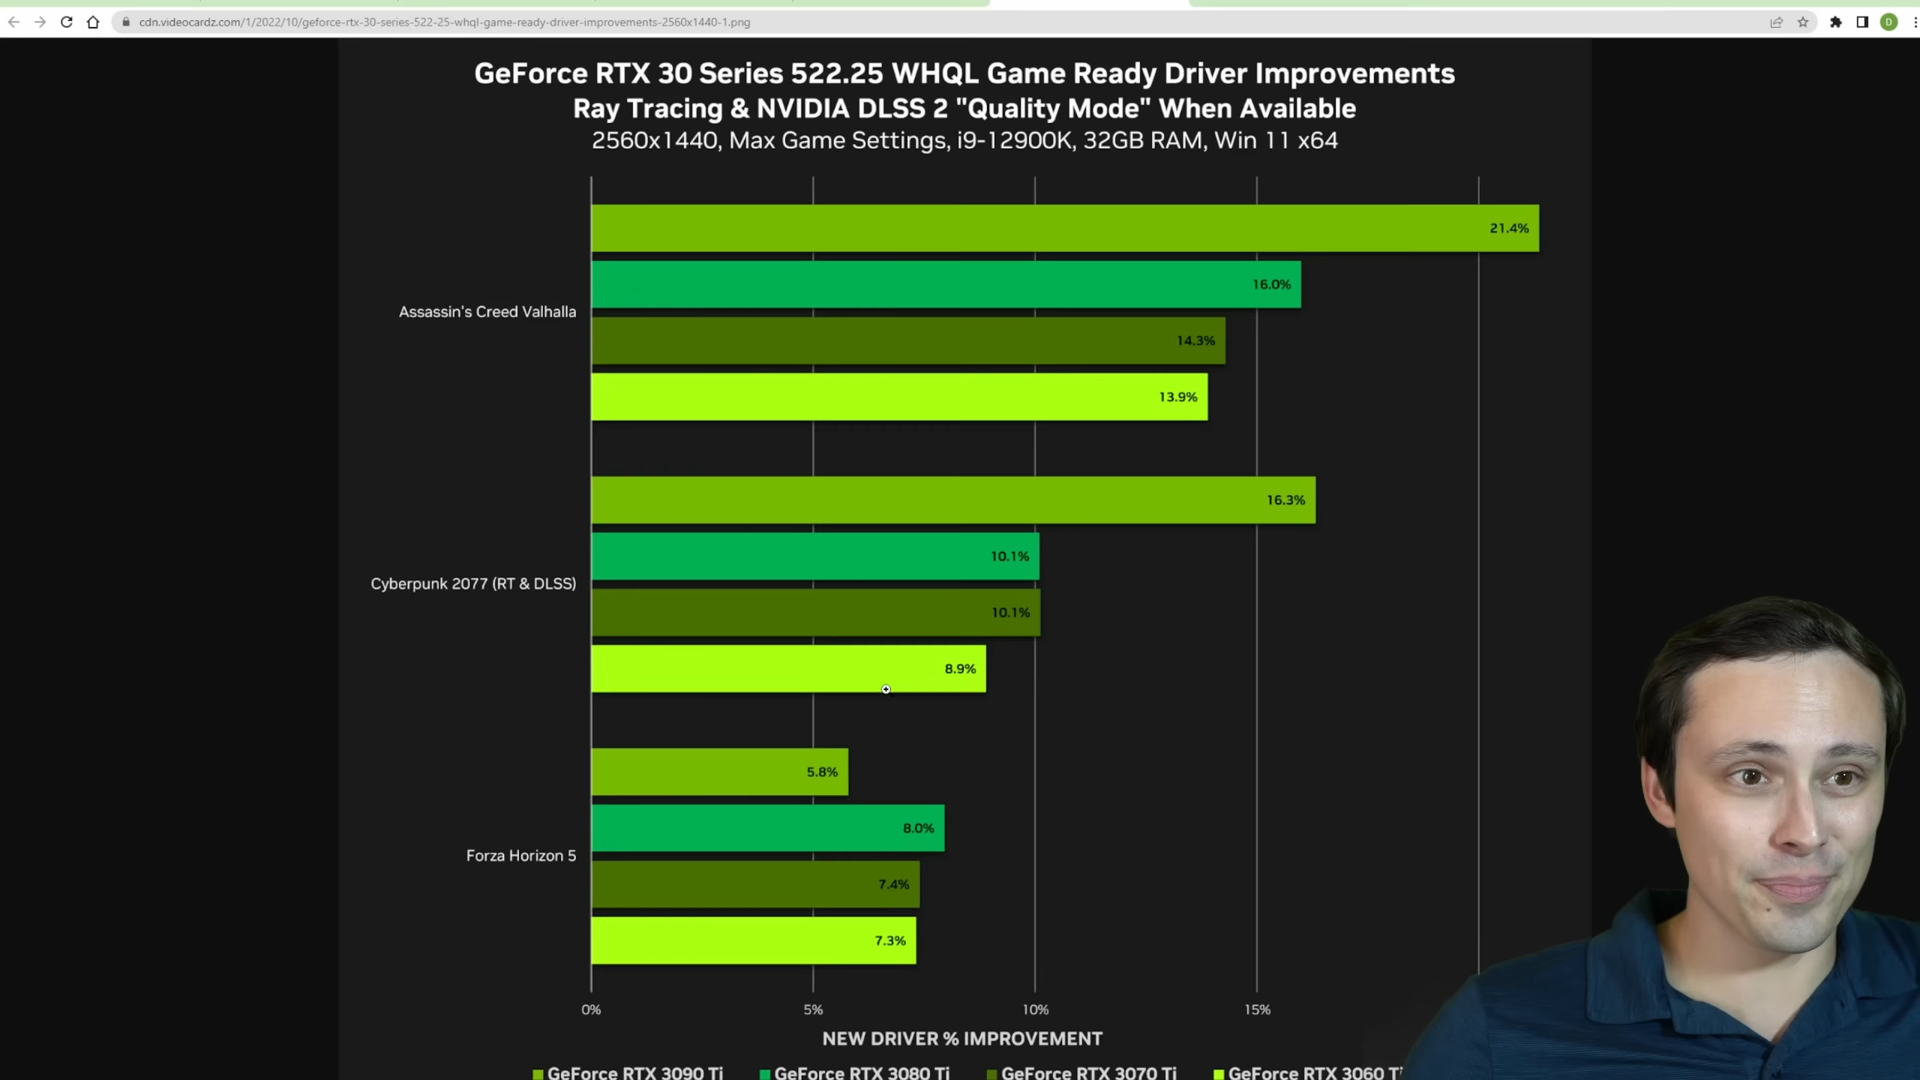 cdn.videocardz.com/1/2022/10/geforce-rtx-30-series-522-25-whql-game-ready-driver-improvements-2560x1440-1.png
D
GeForce RTX 30 Series 522.25 WHQL Game Ready Driver Improvements
Ray Tracing & NVIDIA DLSS 2 "Quality Mode" When Available
2560x1440, Max Game Settings, i9-12900K, 32GB RAM, Win 11 x64
21.4%
16.0%
Assassin's Creed Valhalla
14.3%
13.9%
16.3%
10.1%
Cyberpunk 2077 (RT & DLSS)
10.1%
8.9%
5.8%
8.0%
Forza Horizon 5
7.4%
7.3%
0% 5% 10% 15%
NEW DRIVER % IMPROVEMENT
GeForce RTX 3090 Ti GeForce RTX 3080 Ti GeForce RTX 3070 Ti GeForce RTX 3060 Ti